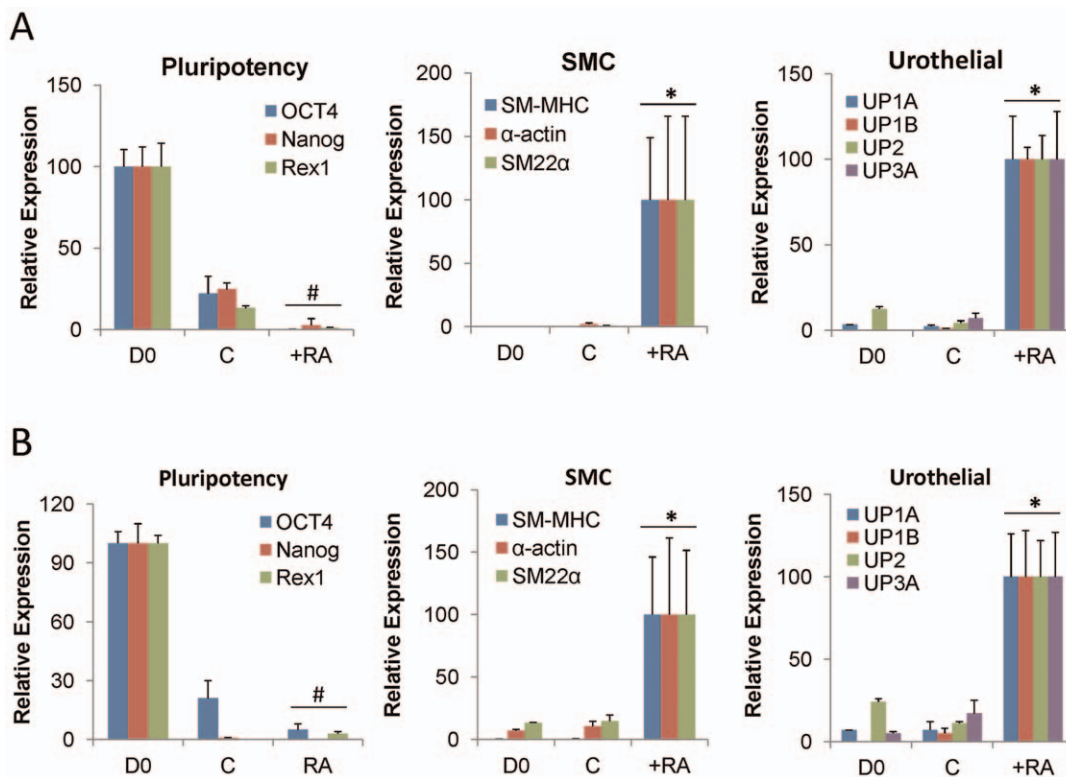 A
Pluripotency
SMC
Urothelial
Relative Expression
150
100
50
0
OCT4
Nanog
Rex1
#
D0
C
+RA
Relative Expression
200
150
100
50
0
SM-MHC
α-actin
SM22α
*
D0
C
+RA
Relative Expression
150
100
50
0
UP1A
UP1B
UP2
UP3A
*
D0
C
+RA
B
Pluripotency
SMC
Urothelial
Relative Expression
120
90
60
30
0
OCT4
Nanog
Rex1
#
D0
C
RA
Relative Expression
200
150
100
50
0
SM-MHC
α-actin
SM22α
*
D0
C
+RA
Relative Expression
150
100
50
0
UP1A
UP1B
UP2
UP3A
*
D0
C
+RA